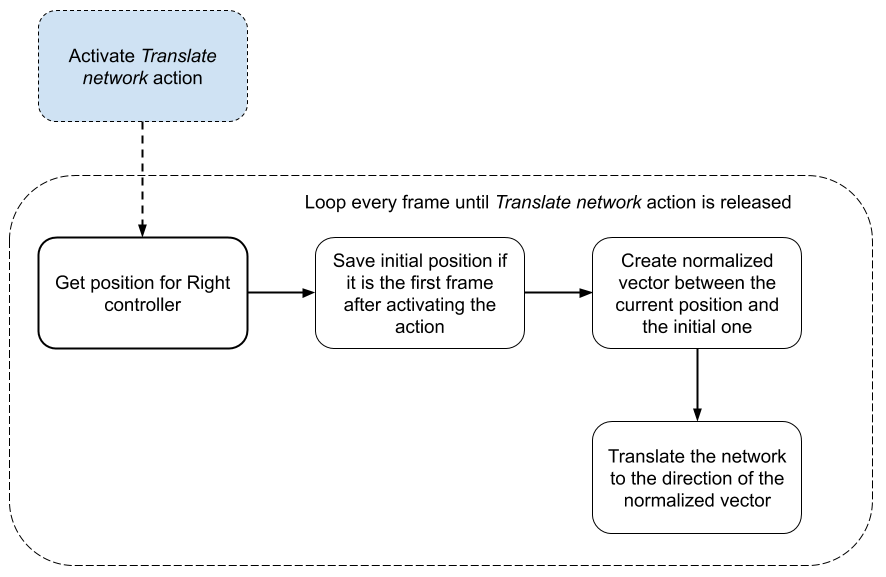 Activate Translate
network action
Loop every frame until Translate network action is released
Get position for Right
controller
Save initial position if
it is the first frame
after activating the
action
Create normalized
vector between the
current position and
the initial one
Translate the network
to the direction of the
normalized vector